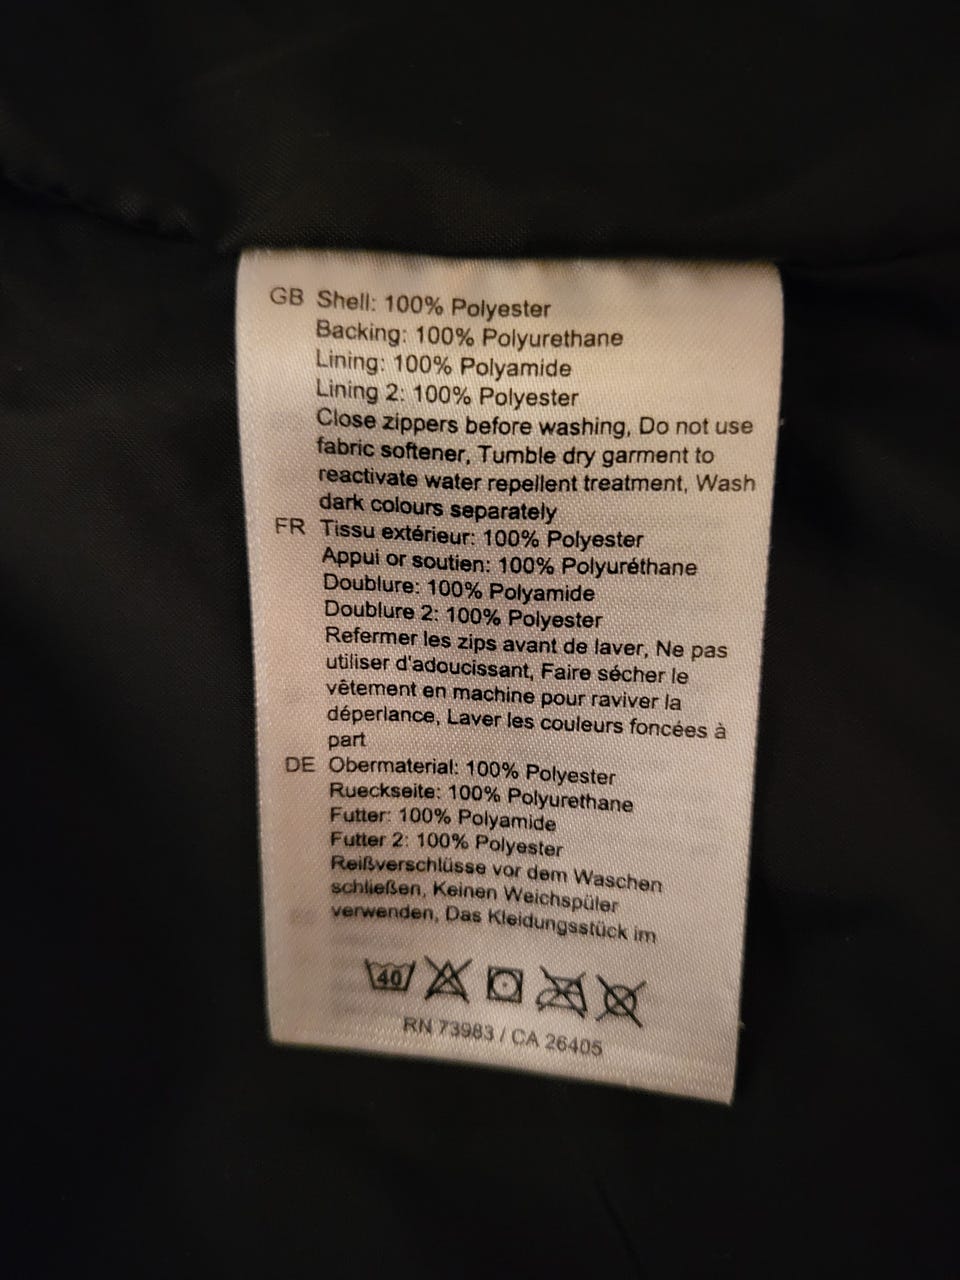 GB Shell: 100% Polyester
Backing: 100% Polyurethane
Lining: 100% Polyamide
Lining 2: 100% Polyester
Close zippers before washing, Do not use
fabric softener, Tumble dry garment to
reactivate water repellent treatment, Wash
dark colours separately
FR Tissu extérieur: 100% Polyester
Appui or soutien: 100% Polyuréthane
Doublure: 100% Polyamide
Doublure 2: 100% Polyester
Refermer les zips avant de laver, Ne pas
utiliser d'adoucissant, Faire sécher le
vêtement en machine pour raviver la
déperlance, Laver les couleurs foncées à
part
DE Obermaterial: 100% Polyester
Rueckseite: 100% Polyurethane
Futter: 100% Polyamide
Futter 2: 100% Polyester
Reißverschlüsse vor dem Waschen
schließen, Keinen Weichspüler
verwenden, Das Kleidungsstück im
40
RN 73983 / CA 26405